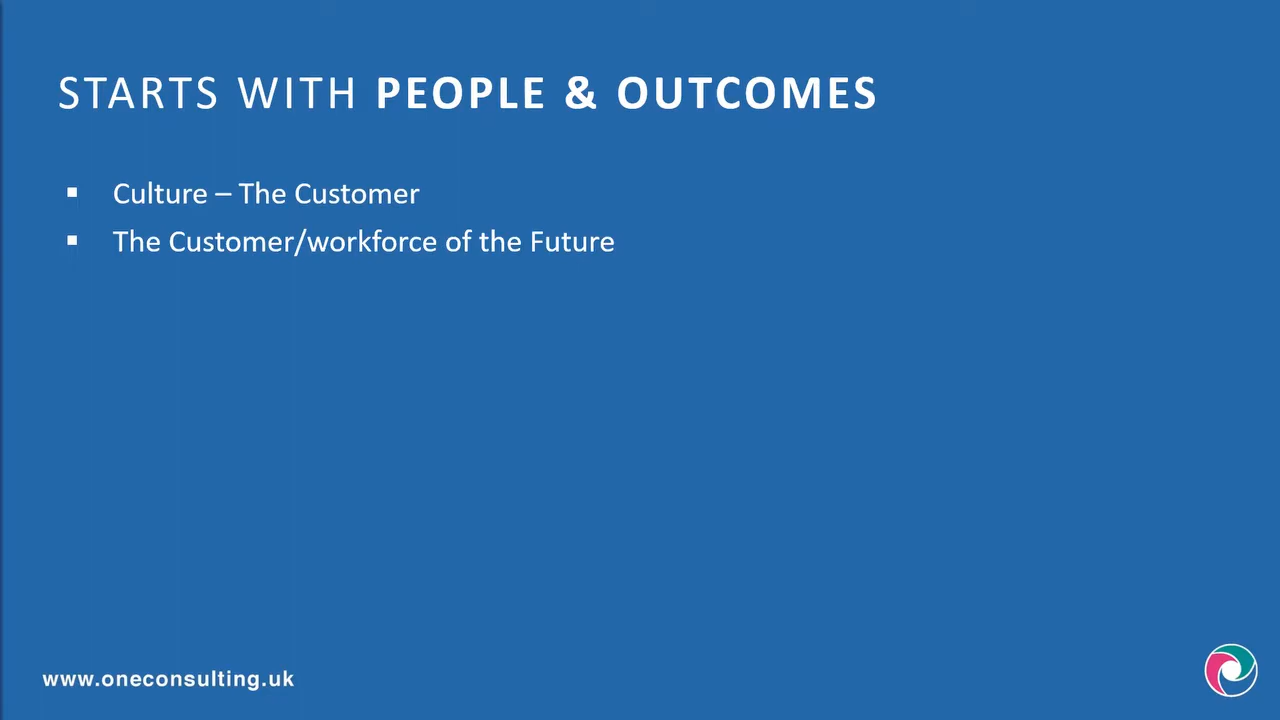 STARTS WITH PEOPLE & OUTCOMES
▪ Culture – The Customer
▪ The Customer/workforce of the Future
www.oneconsulting.uk